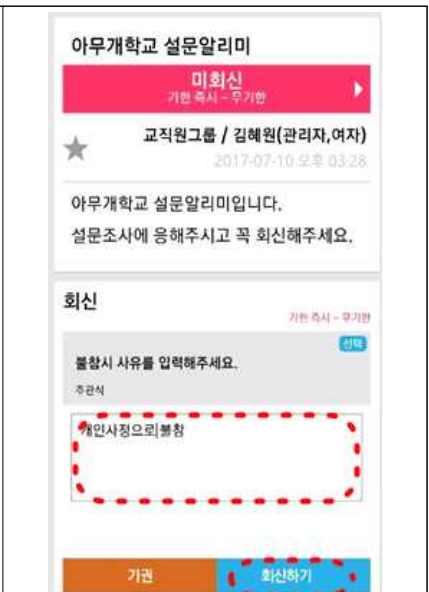 아무개학교 설문알리미
미회신
기한 즉시 ~ 무기한
교직원그룹 / 김혜원(관리자,여자)
2017-07-10 오후 03:28
아무개학교 설문알리미입니다.
설문조사에 응해주시고 꼭 회신해주세요.
회신
기한 즉시 ~ 무기한
선택
불참시 사유를 입력해주세요.
주관식
개인사정으로불참
기권
회신하기